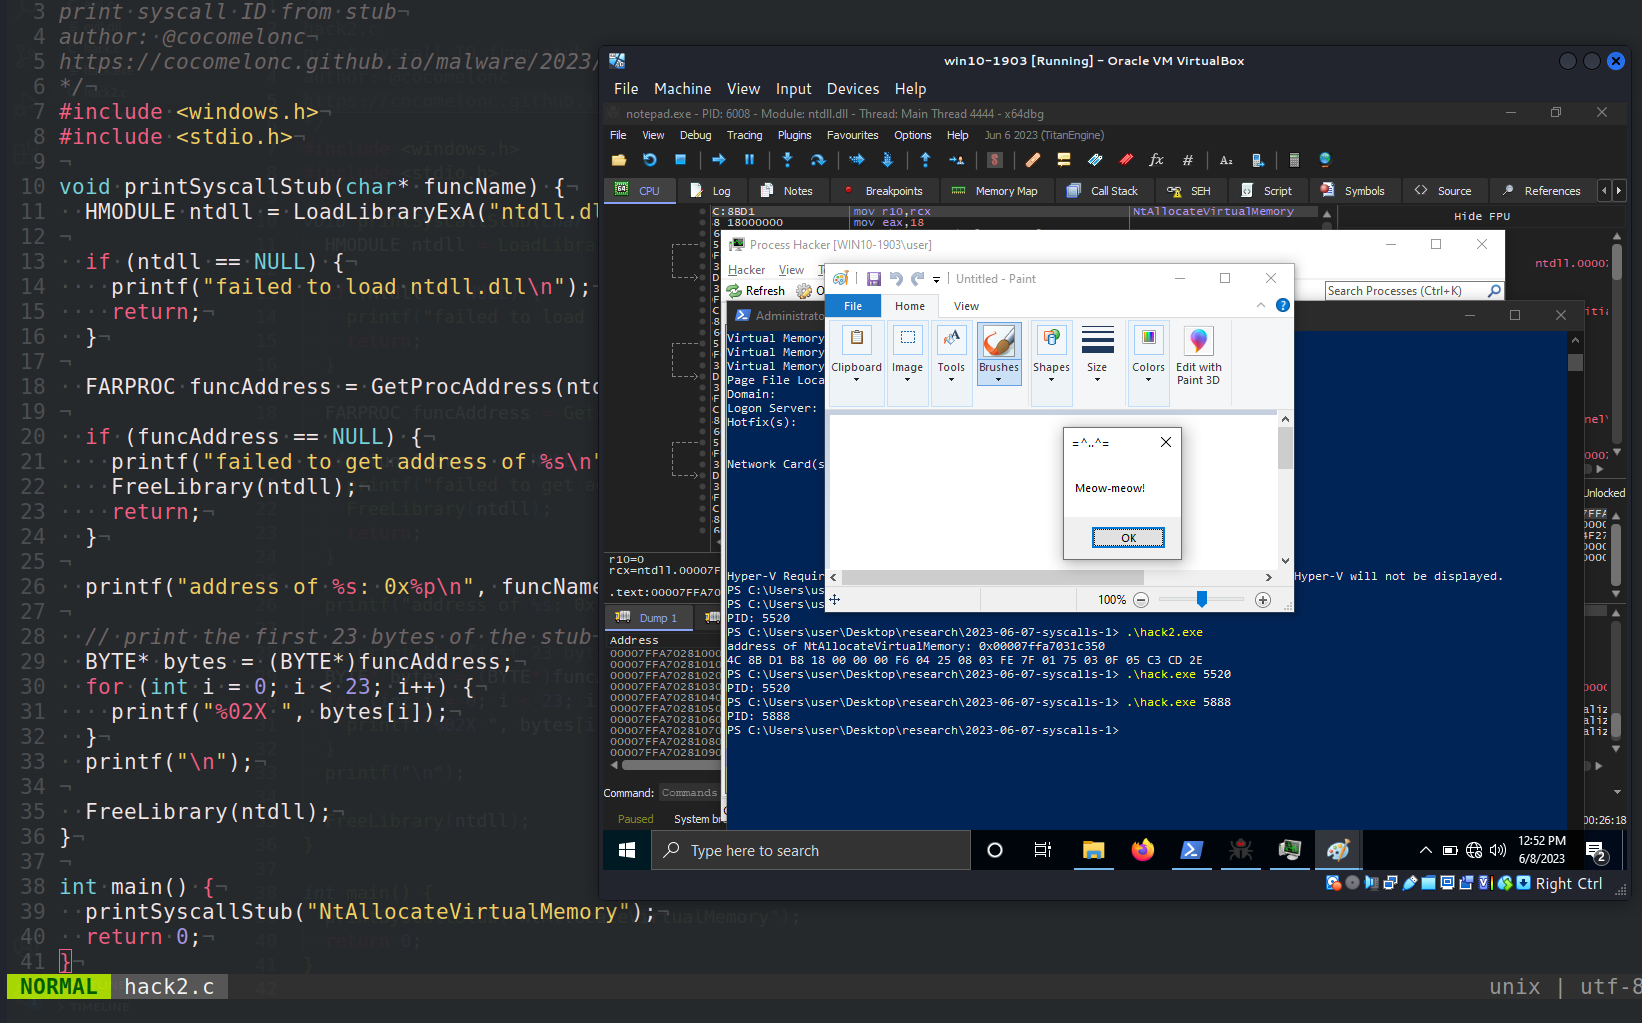 3 print syscall ID from stub¬
4 author: @cocomelonc¬
5 https://cocomelonc.github.io/malware/2023/
6 */¬
7 #include <windows.h>¬
8 #include <stdio.h>¬
9 ¬
10 void printSyscallStub(char* funcName) {¬
11 HMODULE ntdll = LoadLibraryExA("ntdll.dl
12 ¬
13 if (ntdll == NULL) {¬
14 printf("failed to load ntdll.dll\n");
15 return;¬
16 }¬
17 ¬
18 FARPROC funcAddress = GetProcAddress(ntd
19 ¬
20 if (funcAddress == NULL) {¬
21 printf("failed to get address of %s\n"
22 FreeLibrary(ntdll);¬
23 return;¬
24 }¬
25 ¬
26 printf("address of %s: 0x%p\n", funcName
27 ¬
28 // print the first 23 bytes of the stub¬
29 BYTE* bytes = (BYTE*)funcAddress;¬
30 for (int i = 0; i < 23; i++) {¬
31 printf("%02X ", bytes[i]);¬
32 }¬
33 printf("\n");¬
34 ¬
35 FreeLibrary(ntdll);¬
36 }¬
37 ¬
38 int main() {¬
39 printSyscallStub("NtAllocateVirtualMemory");¬
40 return 0;¬
41 }¬
NORMAL hack2.c unix | utf-8
win10-1903 [Running] - Oracle VM VirtualBox
File Machine View Input Devices Help
notepad.exe - PID: 6008 - Module: ntdll.dll - Thread: Main Thread 4444 - x64dbg
File View Debug Tracing Plugins Favourites Options Help Jun 6 2023 (TitanEngine)
CPU Log Notes Breakpoints Memory Map Call Stack SEH Script Symbols Source References
C:8BD1 mov r10,rcx NtAllocateVirtualMemory
18000000 mov eax,18
Hide FPU
ntdll.0000
Process Hacker [WIN10-1903\user]
Hacker View
Refresh
Search Processes (Ctrl+K)
Untitled - Paint
File Home View
Clipboard Image Tools Brushes Shapes Size Colors Edit with Paint 3D
=^..^=
Meow-meow!
OK
100%
Administrato
Virtual Memory
Virtual Memory
Virtual Memory
Page File Loca
Domain:
Logon Server:
Hotfix(s):
Network Card(s
Hyper-V Requir Hyper-V will not be displayed.
PS C:\Users\us
PS C:\Users\us
PID: 5520
PS C:\Users\user\Desktop\research\2023-06-07-syscalls-1> .\hack2.exe
address of NtAllocateVirtualMemory: 0x00007ffa7031c350
4C 8B D1 B8 18 00 00 00 F6 04 25 08 03 FE 7F 01 75 03 0F 05 C3 CD 2E
PS C:\Users\user\Desktop\research\2023-06-07-syscalls-1> .\hack.exe 5520
PID: 5520
PS C:\Users\user\Desktop\research\2023-06-07-syscalls-1> .\hack.exe 5888
PID: 5888
PS C:\Users\user\Desktop\research\2023-06-07-syscalls-1>
Unlocked
r10=0
rcx=ntdll.00007F
.text:00007FFA70
Dump 1
Address
00007FFA70281000
00007FFA70281010
00007FFA70281020
00007FFA70281030
00007FFA70281040
00007FFA70281050
00007FFA70281060
00007FFA70281070
00007FFA70281080
00007FFA70281090
Command: Commands
Paused System br
00:26:18
Type here to search
12:52 PM
6/8/2023
2
Right Ctrl